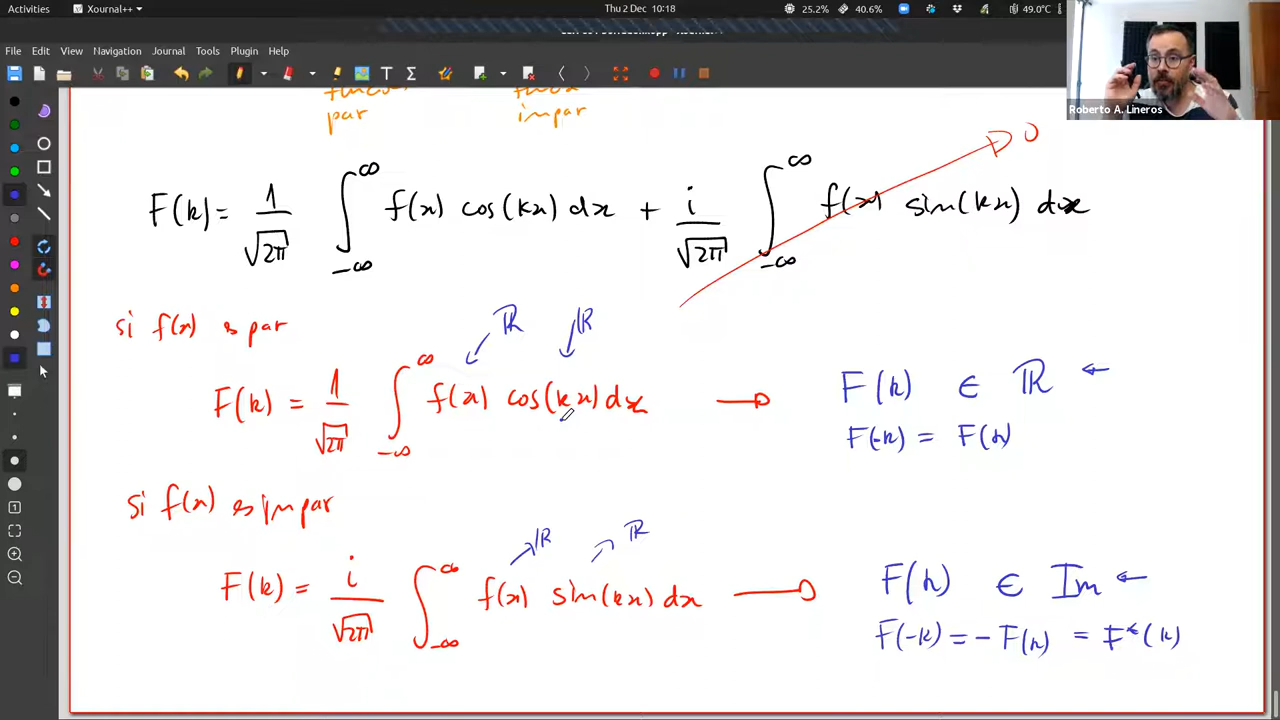 Activities Xournal++ Thu 2 Dec 10:18 25.2% 40.6% 49.0°C
File Edit View Navigation Journal Tools Plugin Help
Roberto A. Lineros
par impar
F(k) = 1/√2π ∫_{-∞}^{∞} f(x) cos(kx) dx + i/√2π ∫_{-∞}^{∞} f(x) sin(kx) dx → 0
si f(x) es par
ℝ ℝ
F(k) = 1/√2π ∫_{-∞}^{∞} f(x) cos(kx) dx → F(k) ∈ ℝ ←
F(-k) = F(k)
si f(x) es impar
ℝ ℝ
F(k) = i/√2π ∫_{-∞}^{∞} f(x) sin(kx) dx → F(k) ∈ Im ←
F(-k) = -F(k) = F*(k)